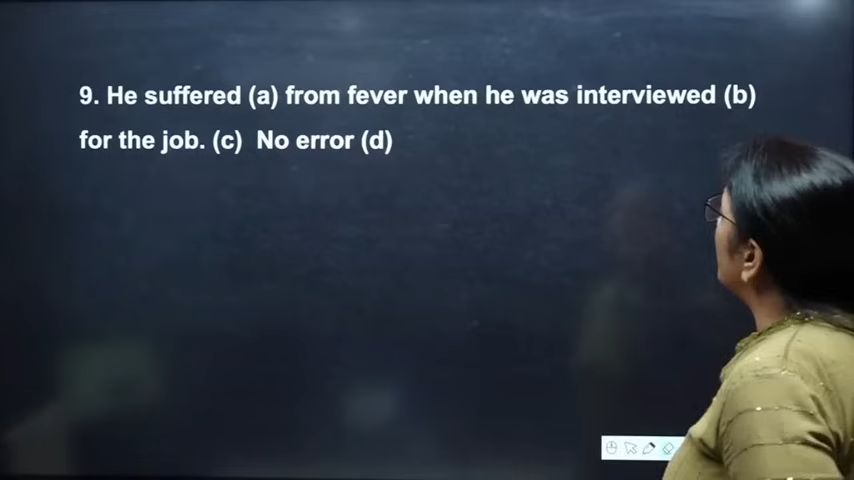 9. He suffered (a) from fever when he was interviewed (b)
for the job. (c) No error (d)